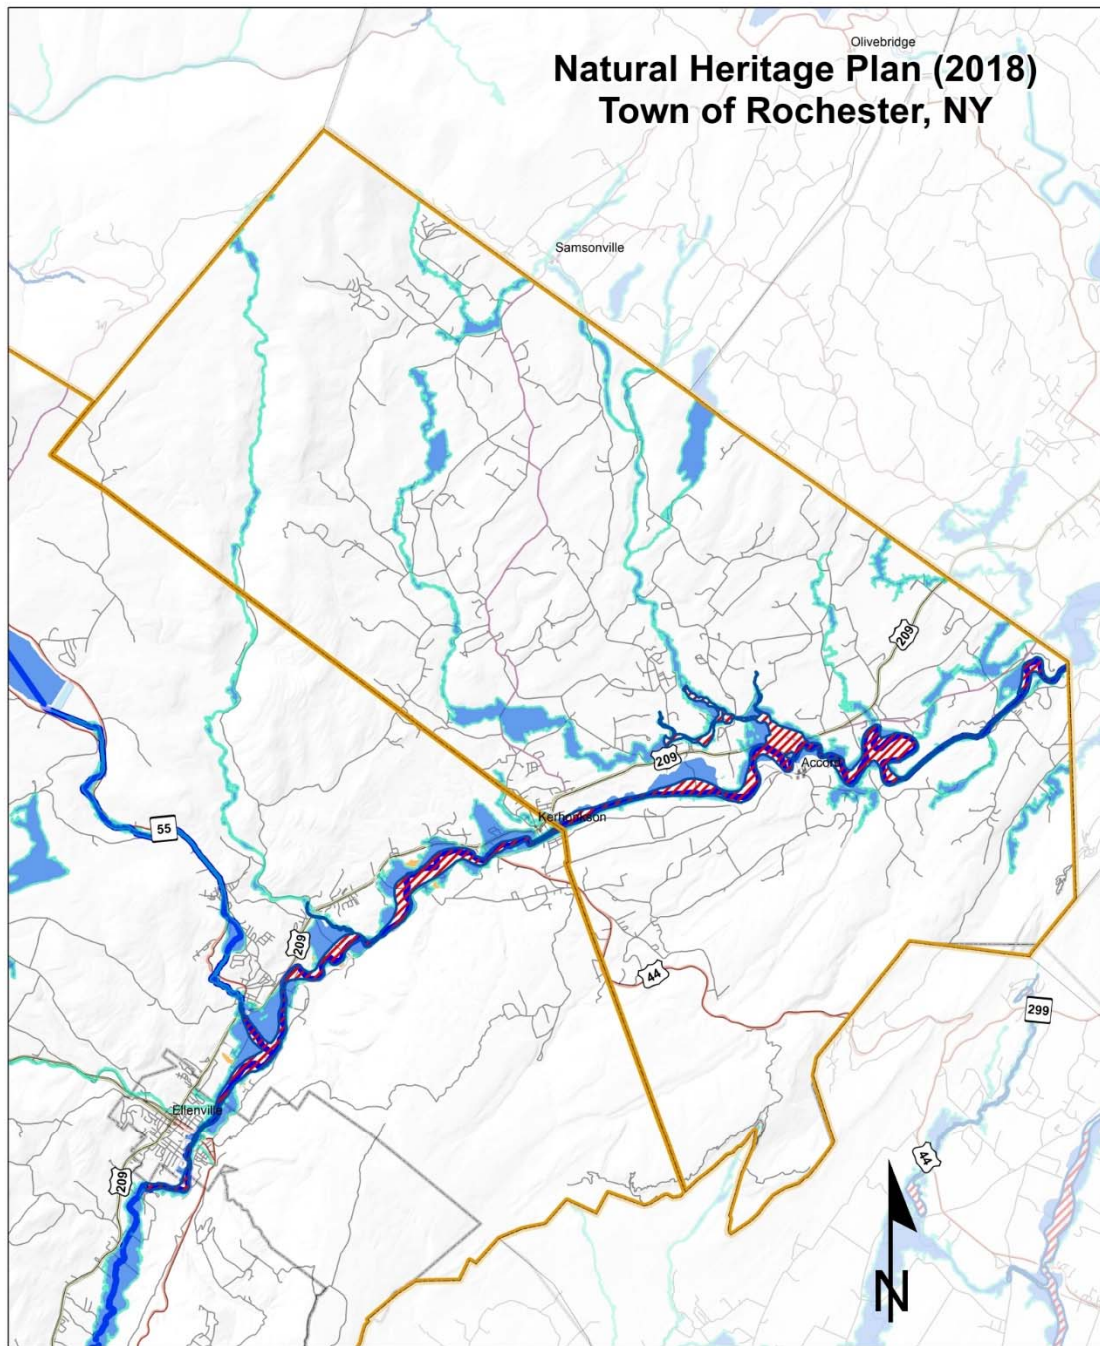 Olivebridge
Natural Heritage Plan (2018)
Town of Rochester, NY
Samsonville
209
209
Accord
Kerhonkson
55
209
44
299
Ellenville
44
209
N